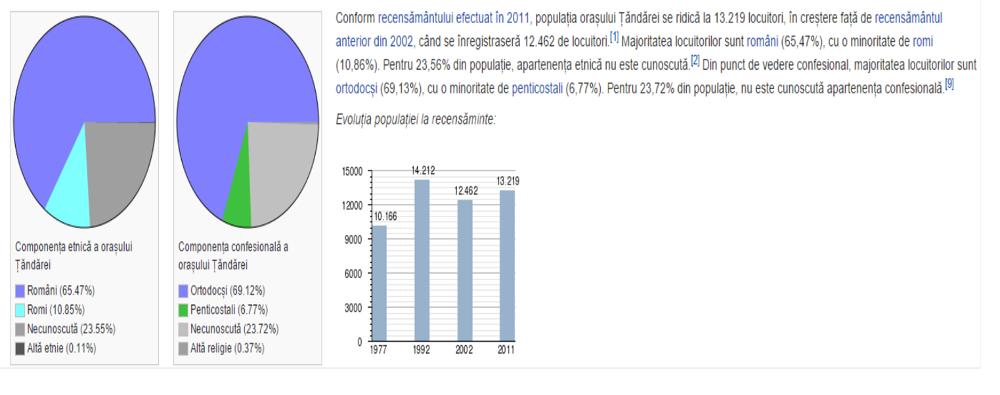 Componența etnică a orașului
Țăndărei
Români (65.47%)
Romi (10.85%)
Necunoscută (23.55%)
Altă etnie (0.11%)
Componența confesională a
orașului Țăndărei
Ortodocși (69.12%)
Penticostali (6.77%)
Necunoscută (23.72%)
Altă religie (0.37%)
Conform recensământului efectuat în 2011, populația orașului Țăndărei se ridică la 13.219 locuitori, în creștere față de recensământul
anterior din 2002, când se înregistraseră 12.462 de locuitori.[1] Majoritatea locuitorilor sunt români (65,47%), cu o minoritate de romi
(10,86%). Pentru 23,56% din populație, apartenența etnică nu este cunoscută.[2] Din punct de vedere confesional, majoritatea locuitorilor sunt
ortodocși (69,13%), cu o minoritate de penticostali (6,77%). Pentru 23,72% din populație, nu este cunoscută apartenența confesională.[9]
Evoluția populației la recensăminte:
15000
12000
9000
6000
3000
0
10.166
14.212
12.462
13.219
1977
1992
2002
2011